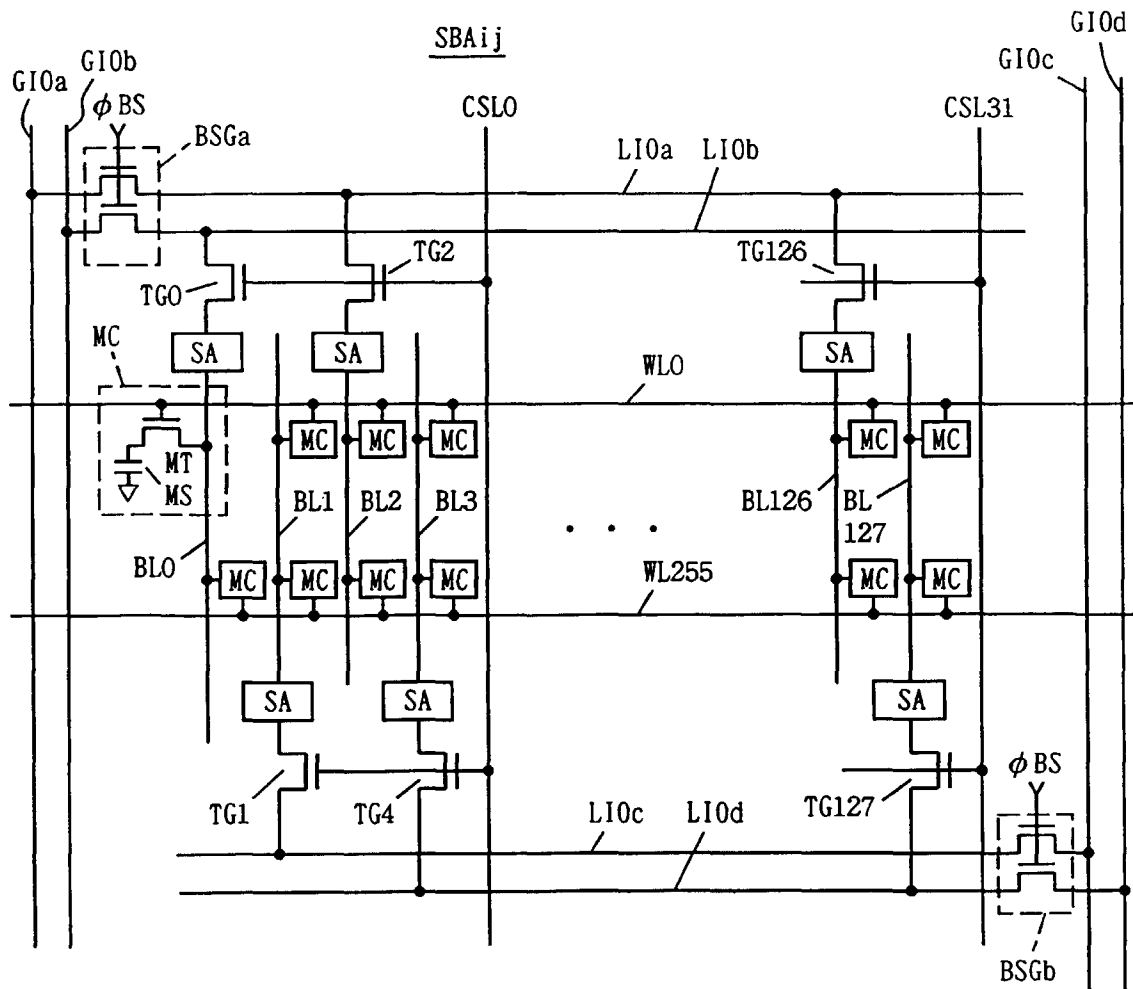 SBAij
GIOd
GIOc
GIOb
GIOa
φBS
BSGa
CSL0
CSL31
LIOa
LIOb
TG0
TG2
TG126
SA
SA
SA
MC
WL0
MC
MC
MC
MC
MC
MT
MS
BL1
BL2
BL3
BL126
BL
127
BL0
. . .
MC
MC
MC
MC
WL255
MC
MC
SA
SA
SA
TG1
TG4
TG127
φBS
LIOc
LIOd
BSGb